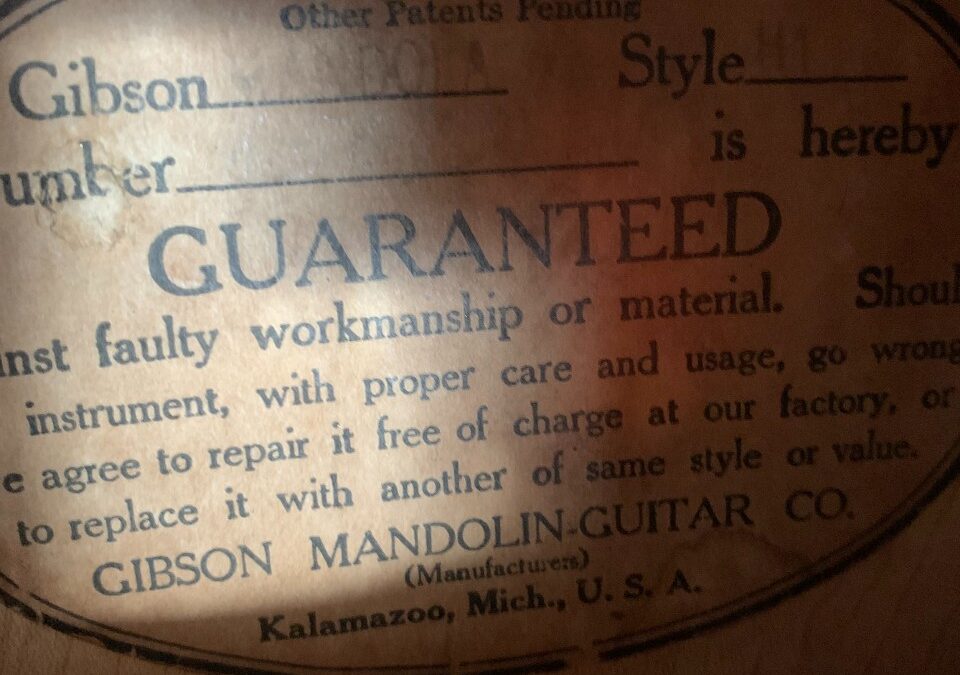 Other Patents Pending
Gibson MANDOLA Style H1
umber is hereby
GUARANTEED
inst faulty workmanship or material. Shoul
instrument, with proper care and usage, go wrong
e agree to repair it free of charge at our factory, or
to replace it with another of same style or value.
GIBSON MANDOLIN-GUITAR CO.
(Manufacturers)
Kalamazoo, Mich., U. S. A.